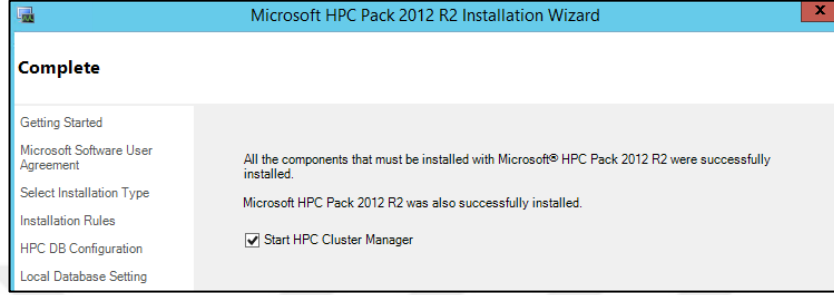 Microsoft HPC Pack 2012 R2 Installation Wizard
x
Complete
Getting Started
Microsoft Software User
Agreement
Select Installation Type
Installation Rules
HPC DB Configuration
Local Database Setting
All the components that must be installed with Microsoft® HPC Pack 2012 R2 were successfully
installed.
Microsoft HPC Pack 2012 R2 was also successfully installed.
Start HPC Cluster Manager